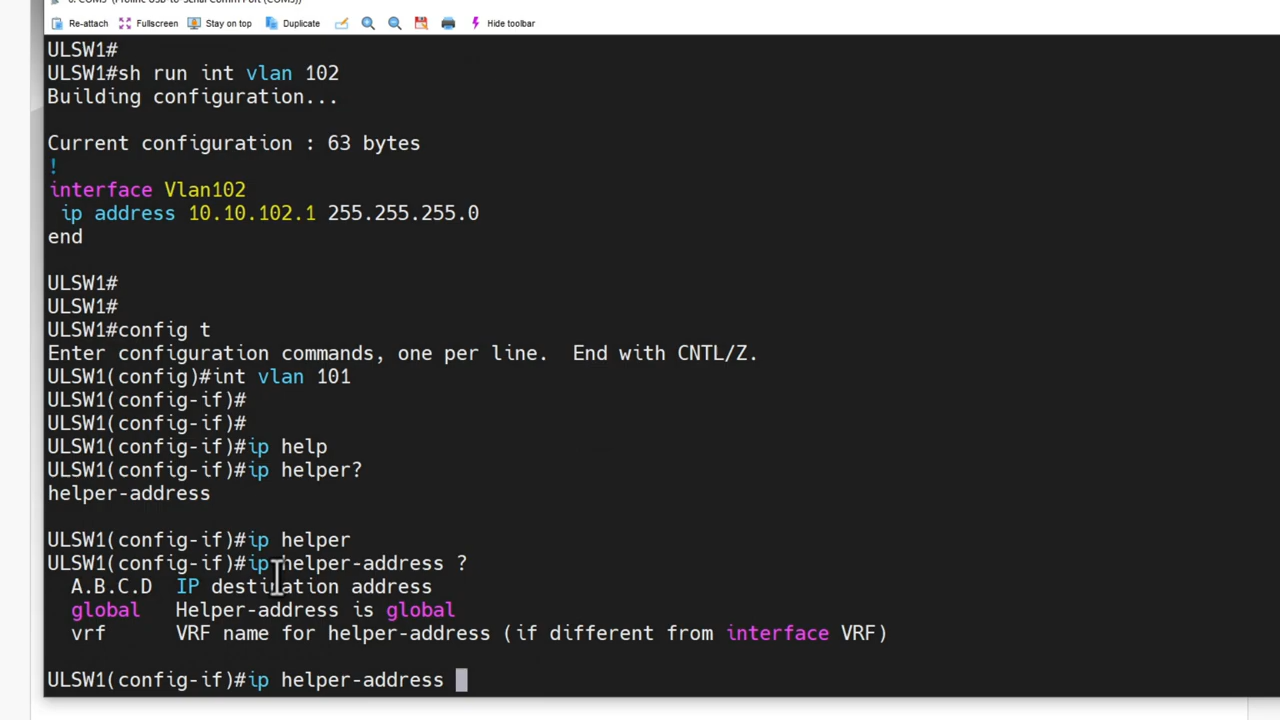 Re-attach Fullscreen Stay on top Duplicate Hide toolbar
ULSW1#
ULSW1#sh run int vlan 102
Building configuration...
Current configuration : 63 bytes
!
interface Vlan102
 ip address 10.10.102.1 255.255.255.0
end
ULSW1#
ULSW1#
ULSW1#config t
Enter configuration commands, one per line.  End with CNTL/Z.
ULSW1(config)#int vlan 101
ULSW1(config-if)#
ULSW1(config-if)#
ULSW1(config-if)#ip help
ULSW1(config-if)#ip helper?
helper-address
ULSW1(config-if)#ip helper
ULSW1(config-if)#ip helper-address ?
  A.B.C.D  IP destination address
  global   Helper-address is global
  vrf      VRF name for helper-address (if different from interface VRF)
ULSW1(config-if)#ip helper-address